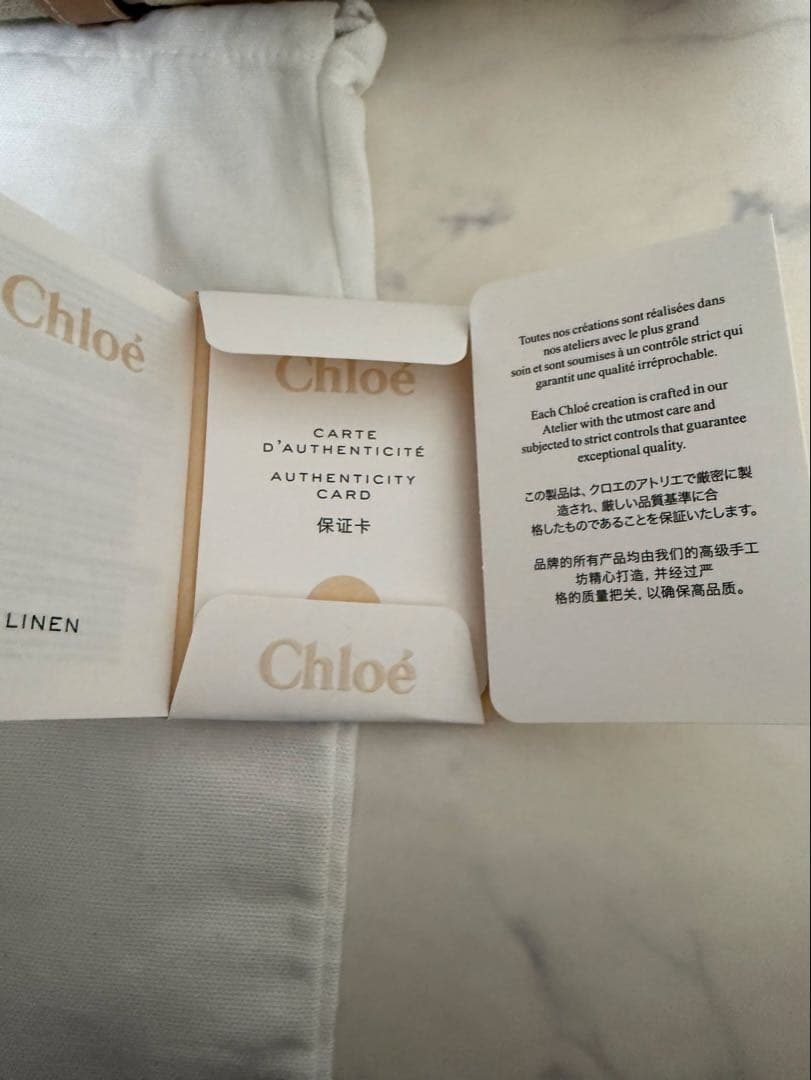 Chloé
LINEN
Chloé
CARTE
D'AUTHENTICITÉ
AUTHENTICITY
CARD
保证卡
Chloé
Toutes nos créations sont réalisées dans
nos ateliers avec le plus grand
soin et sont soumises à un contrôle strict qui
garantit une qualité irréprochable.
Each Chloé creation is crafted in our
Atelier with the utmost care and
subjected to strict controls that guarantee
exceptional quality.
この製品は、クロエのアトリエで厳密に製
造され、厳しい品質基準に合
格したものであることを保証いたします。
品牌的所有产品均由我们的高级手工
坊精心打造，并经过严
格的质量把关，以确保高品质。